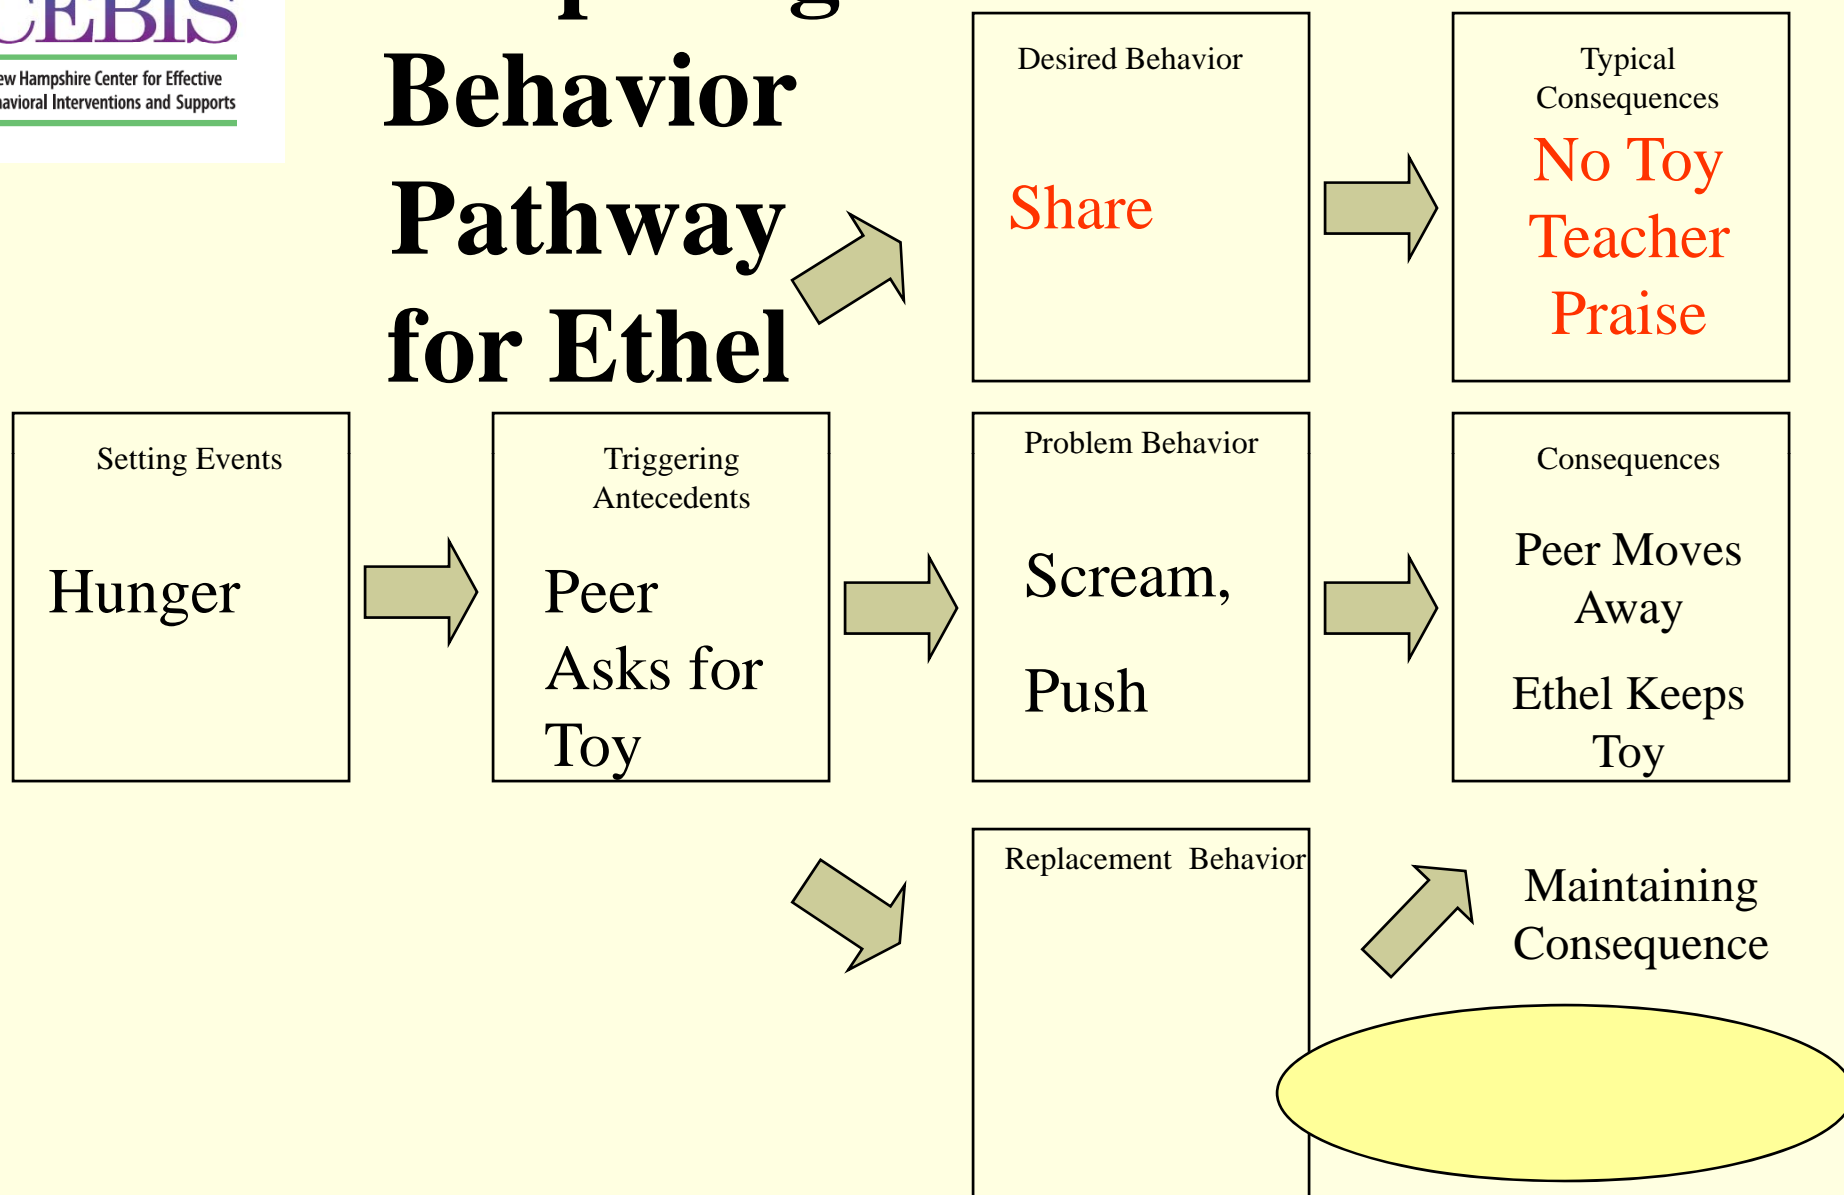 ew Hampshire Center for Effective
avioral Interventions and Supports
Behavior
Pathway
for Ethel
Desired Behavior
Share
Typical
Consequences
No Toy
Teacher
Praise
Setting Events
Hunger
Triggering
Antecedents
Peer
Asks for
Toy
Problem Behavior
Scream,
Push
Consequences
Peer Moves
Away
Ethel Keeps
Toy
Replacement Behavior
Maintaining
Consequence